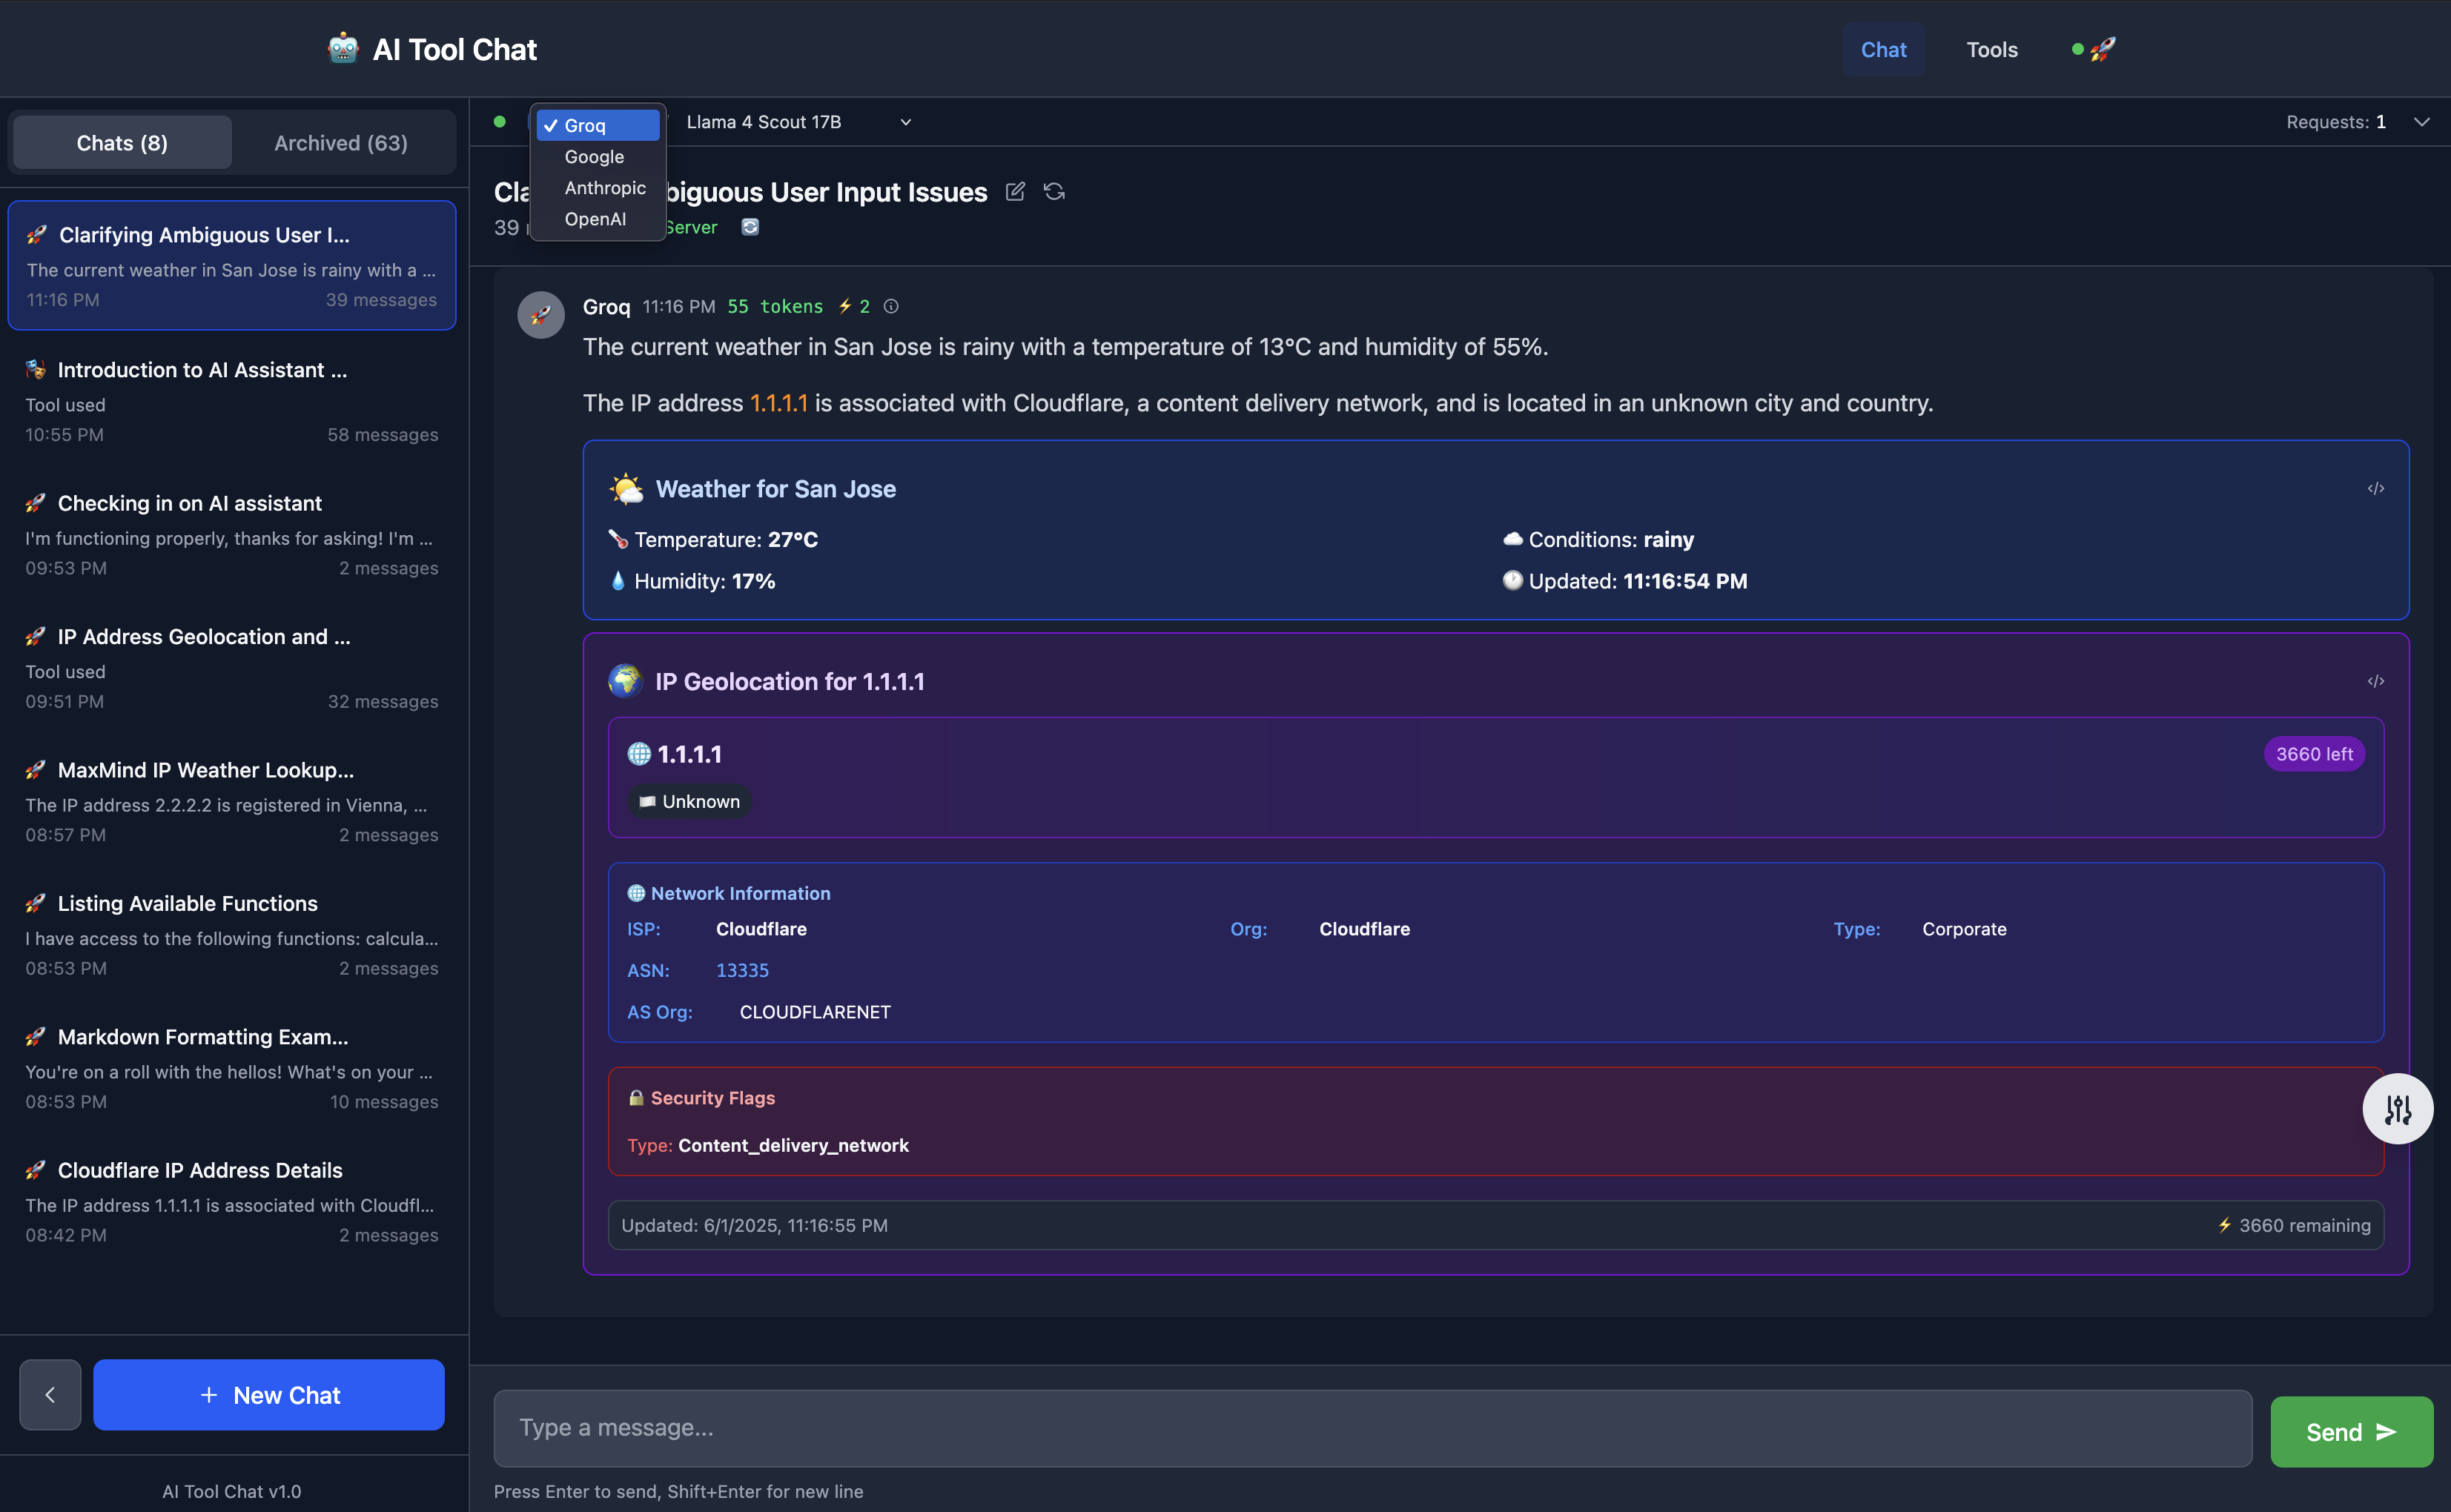 AI Tool Chat
Chat
Tools
Chats (8)
Archived (63)
Clarifying Ambiguous User I...
The current weather in San Jose is rainy with a ...
11:16 PM
39 messages
Introduction to AI Assistant ...
Tool used
10:55 PM
58 messages
Checking in on AI assistant
I'm functioning properly, thanks for asking! I'm ...
09:53 PM
2 messages
IP Address Geolocation and ...
Tool used
09:51 PM
32 messages
MaxMind IP Weather Lookup...
The IP address 2.2.2.2 is registered in Vienna, ...
08:57 PM
2 messages
Listing Available Functions
I have access to the following functions: calcula...
08:53 PM
2 messages
Markdown Formatting Exam...
You're on a roll with the hellos! What's on your ...
08:53 PM
10 messages
Cloudflare IP Address Details
The IP address 1.1.1.1 is associated with Cloudfl...
08:42 PM
2 messages
New Chat
AI Tool Chat v1.0
Groq
Google
Anthropic
OpenAI
Llama 4 Scout 17B
Requests: 1
Cla biguous User Input Issues
39 Server
Groq 11:16 PM 55 tokens ⚡ 2
The current weather in San Jose is rainy with a temperature of 13°C and humidity of 55%.
The IP address 1.1.1.1 is associated with Cloudflare, a content delivery network, and is located in an unknown city and country.
Weather for San Jose
</>
Temperature: 27°C
Conditions: rainy
Humidity: 17%
Updated: 11:16:54 PM
IP Geolocation for 1.1.1.1
</>
1.1.1.1
3660 left
Unknown
Network Information
ISP: Cloudflare
Org: Cloudflare
Type: Corporate
ASN: 13335
AS Org: CLOUDFLARENET
Security Flags
Type: Content_delivery_network
Updated: 6/1/2025, 11:16:55 PM
⚡ 3660 remaining
Type a message...
Send
Press Enter to send, Shift+Enter for new line